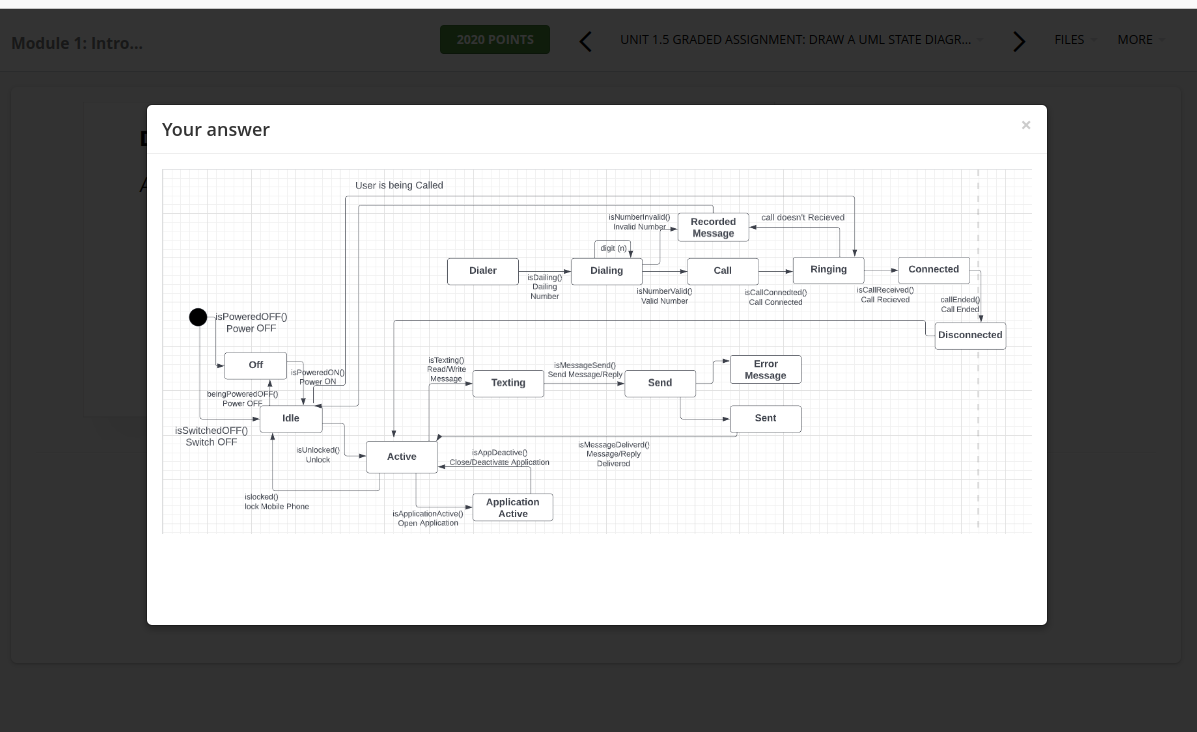 Module 1: Intro...
2020 POINTS
UNIT 1.5 GRADED ASSIGNMENT: DRAW A UML STATE DIAGR...
FILES
MORE
Your answer
×
User is being Called
isNumberInvalid()
Invalid Number
Recorded
Message
call doesn't Recieved
digit (n)
Dialer
isDailing()
Dailing
Number
Dialing
isNumberValid()
Valid Number
Call
isCallConnedted()
Call Connected
Ringing
isCallReceived()
Call Recieved
Connected
callEnded()
Call Ended
Disconnected
isPoweredOFF()
Power OFF
Off
isPoweredON()
Power ON
beingPoweredOFF()
Power OFF
Idle
isSwitchedOFF()
Switch OFF
isTexting()
Read/Write
Message
Texting
isMessageSend()
Send Message/Reply
Send
Error
Message
Sent
isMessageDeliverd()
Message/Reply
Delivered
isUnlocked()
Unlock
Active
isAppDeactive()
Close/Deactivate Application
islocked()
lock Mobile Phone
isApplicationActive()
Open Application
Application
Active